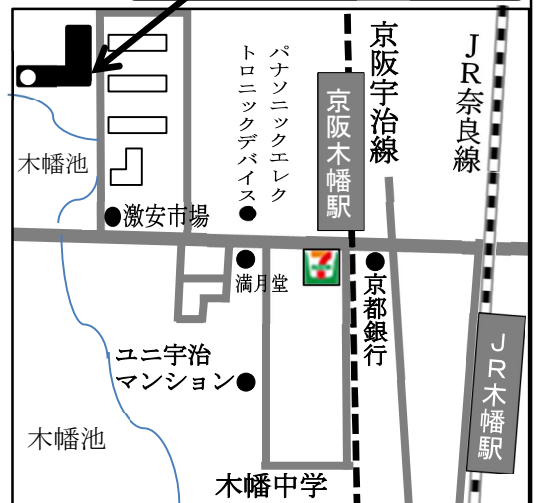 京阪宇治線
JR奈良線
パナソニックエレク
トロニックデバイス
京阪木幡駅
木幡池
激安市場
満月堂
京都銀行
JR木幡駅
ユニ宇治
マンション
木幡池
木幡中学